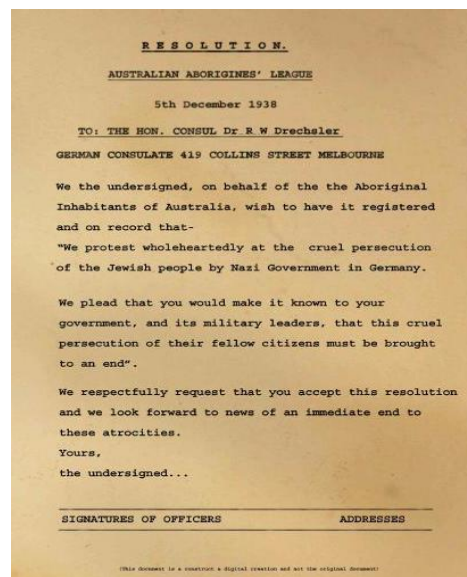 RESOLUTION.
AUSTRALIAN ABORIGINES' LEAGUE
5th December 1938
TO: THE HON. CONSUL Dr R W Drechsler
GERMAN CONSULATE 419 COLLINS STREET MELBOURNE
We the undersigned, on behalf of the the Aboriginal
Inhabitants of Australia, wish to have it registered
and on record that-
"We protest wholeheartedly at the cruel persecution
of the Jewish people by Nazi Government in Germany.
We plead that you would make it known to your
government, and its military leaders, that this cruel
persecution of their fellow citizens must be brought
to an end".
We respectfully request that you accept this resolution
and we look forward to news of an immediate end to
these atrocities.
Yours,
the undersigned...
SIGNATURES OF OFFICERS ADDRESSES
(This document is a construct a digital creation and not the original document)